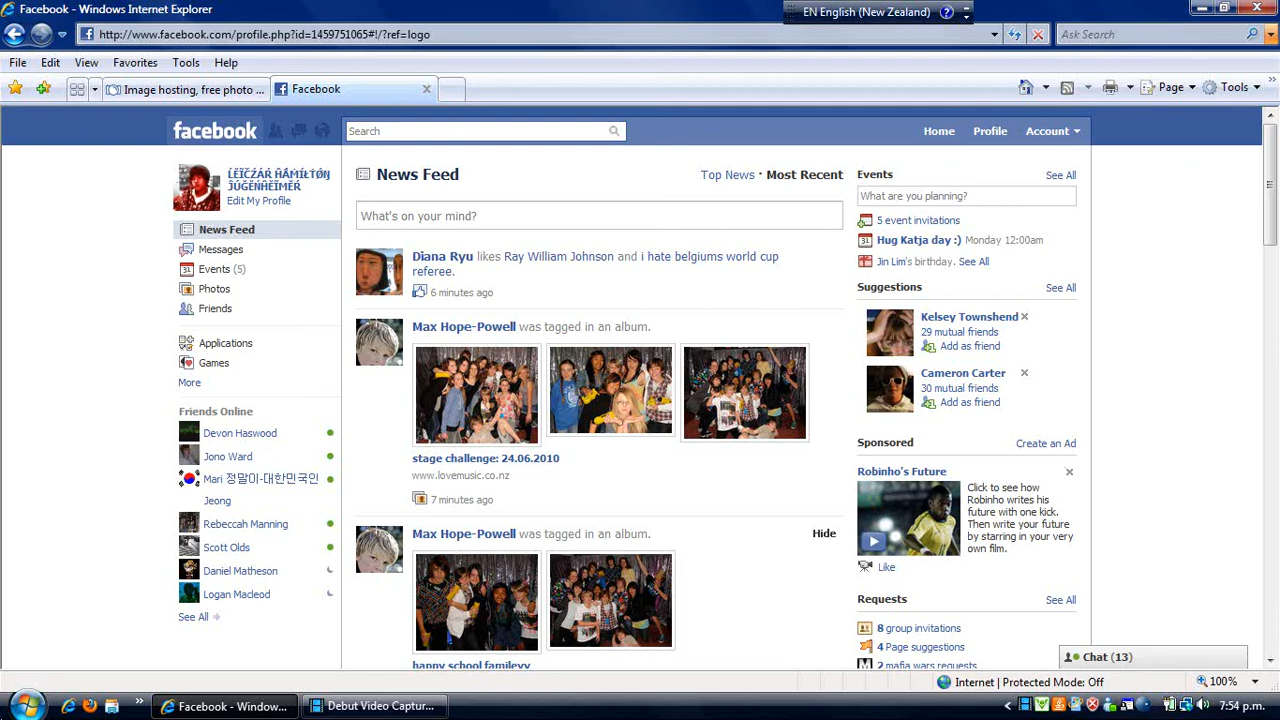 Facebook - Windows Internet Explorer
EN English (New Zealand)
http://www.facebook.com/profile.php?id=1459751065#!/?ref=logo
Ask Search
File Edit View Favorites Tools Help
Image hosting, free photo ...
Facebook
Page Tools
facebook
Search
Home Profile Account
Edit My Profile
News Feed
Messages
Events (5)
Photos
Friends
Applications
Games
More
Friends Online
Devon Haswood
Jono Ward
Mari 정말이-대한민국인
Jeong
Rebeccah Manning
Scott Olds
Daniel Matheson
Logan Macleod
See All
News Feed
Top News · Most Recent
What's on your mind?
Diana Ryu likes Ray William Johnson and i hate belgiums world cup
referee.
6 minutes ago
Max Hope-Powell was tagged in an album.
stage challenge: 24.06.2010
www.lovemusic.co.nz
7 minutes ago
Max Hope-Powell was tagged in an album.
Hide
happy school familevv
Events See All
What are you planning?
5 event invitations
31 Hug Katja day :) Monday 12:00am
Jin Lim's birthday. See All
Suggestions See All
Kelsey Townshend
29 mutual friends
Add as friend
Cameron Carter
30 mutual friends
Add as friend
Sponsored Create an Ad
Robinho's Future
Click to see how
Robinho writes his
future with one kick.
Then write your future
by starring in your very
own film.
Like
Requests See All
8 group invitations
4 Page suggestions
2 mafia wars requests
Chat (13)
Internet | Protected Mode: Off
100%
Facebook - Window...
Debut Video Captur...
7:54 p.m.